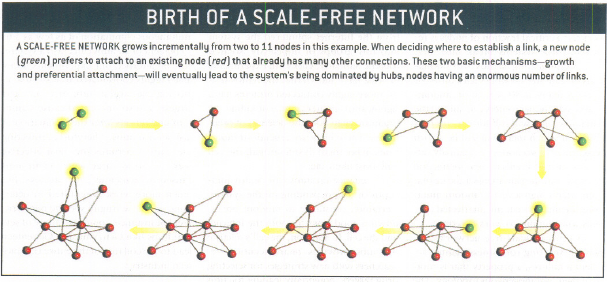 BIRTH OF A SCALE-FREE NETWORK
A SCALE-FREE NETWORK grows incrementally from two to 11 nodes in this example. When deciding where to establish a link, a new node
(green) prefers to attach to an existing node (red) that already has many other connections. These two basic mechanisms—growth
and preferential attachment—will eventually lead to the system's being dominated by hubs, nodes having an enormous number of links.